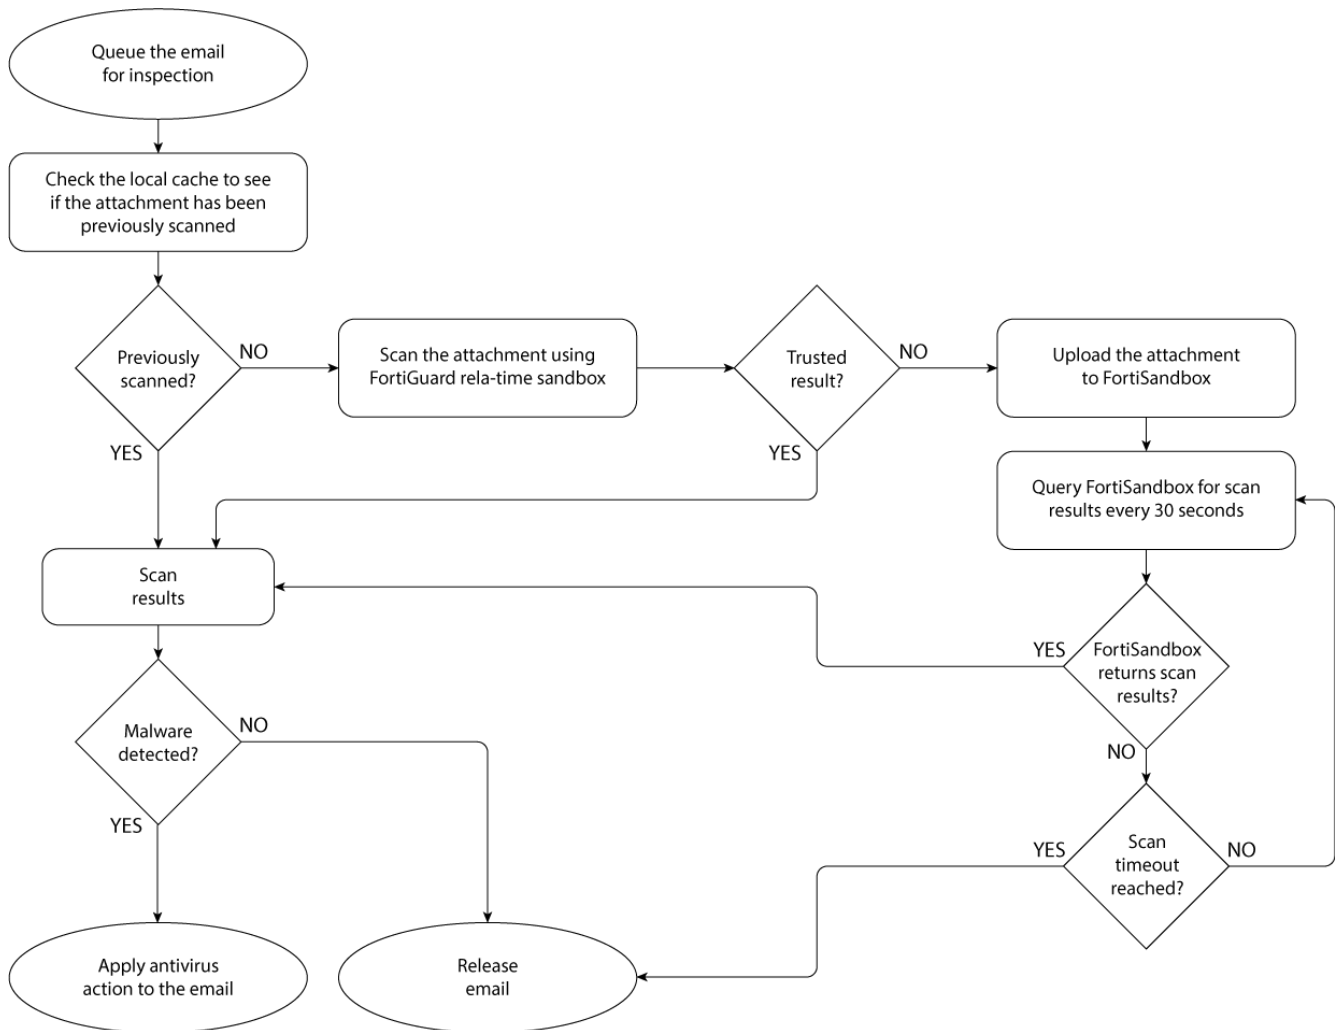 Queue the email
for inspection
Check the local cache to see
if the attachment has been
previously scanned
Previously
scanned?
NO
YES
Scan the attachment using
FortiGuard rela-time sandbox
Trusted
result?
NO
YES
Upload the attachment
to FortiSandbox
Query FortiSandbox for scan
results every 30 seconds
FortiSandbox
returns scan
results?
YES
NO
Scan
timeout
reached?
YES
NO
Scan
results
Malware
detected?
NO
YES
Apply antivirus
action to the email
Release
email